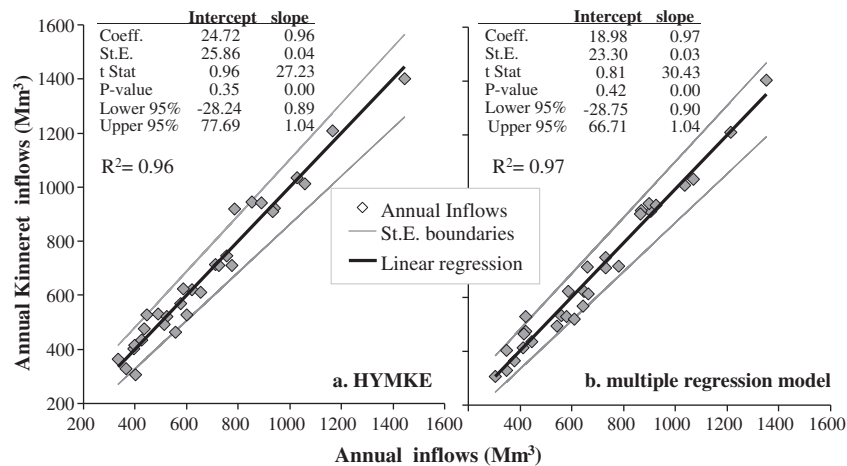 Intercept slope
Coeff. 24.72 0.96
St.E. 25.86 0.04
t Stat 0.96 27.23
P-value 0.35 0.00
Lower 95% -28.24 0.89
Upper 95% 77.69 1.04
R²= 0.96
Intercept slope
Coeff. 18.98 0.97
St.E. 23.30 0.03
t Stat 0.81 30.43
P-value 0.42 0.00
Lower 95% -28.75 0.90
Upper 95% 66.71 1.04
R²= 0.97
Annual Inflows
St.E. boundaries
Linear regression
Annual Kinneret inflows (Mm³)
1600
1400
1200
1000
800
600
400
200
a. HYMKE
b. multiple regression model
200 400 600 800 1000 1200 1400 1600
400 600 800 1000 1200 1400 1600
Annual inflows (Mm³)